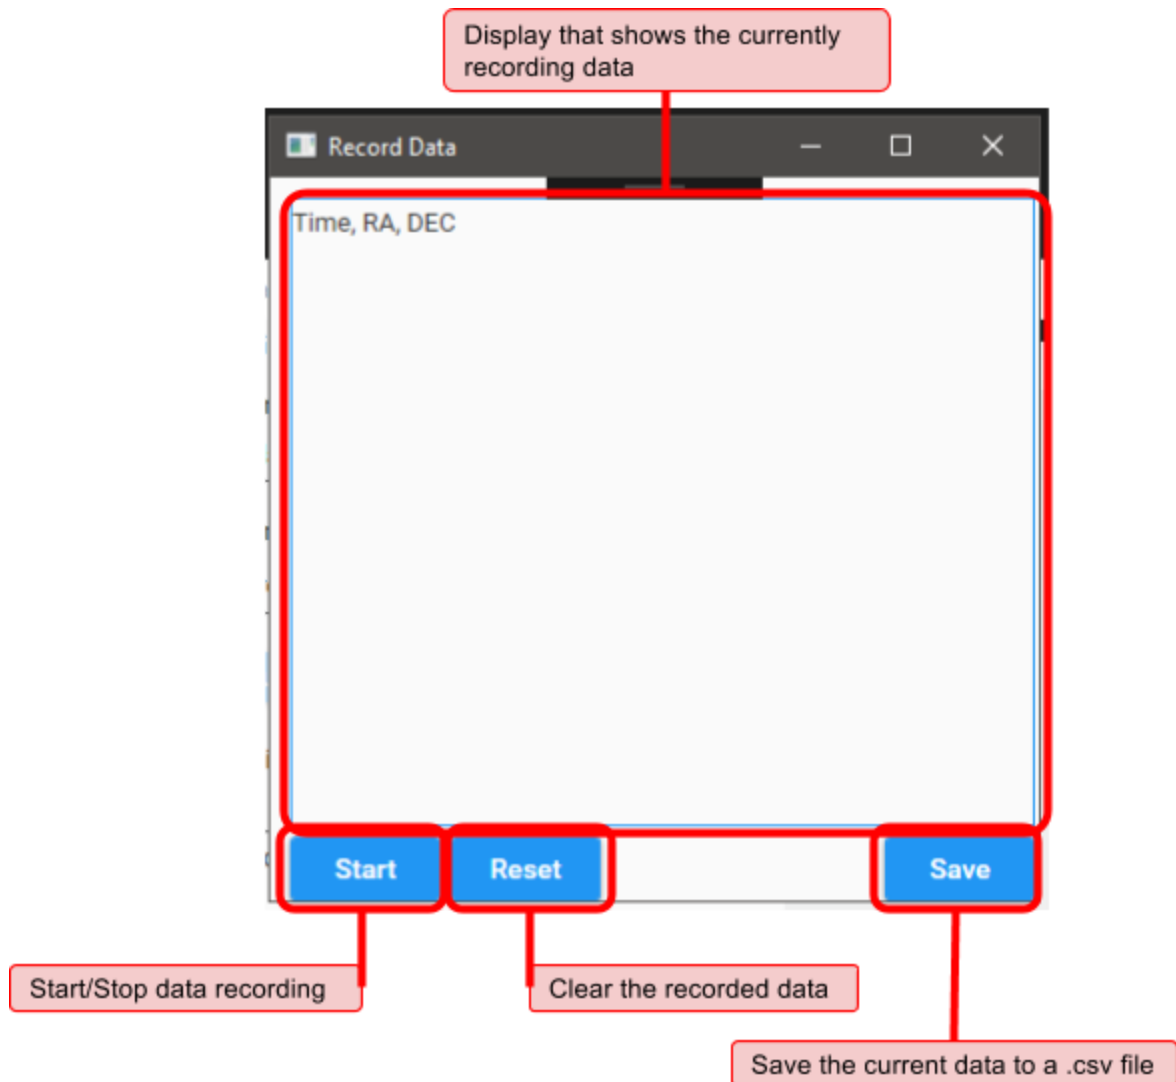 Display that shows the currently
recording data
Record Data
Time, RA, DEC
Start
Reset
Save
Start/Stop data recording
Clear the recorded data
Save the current data to a .csv file